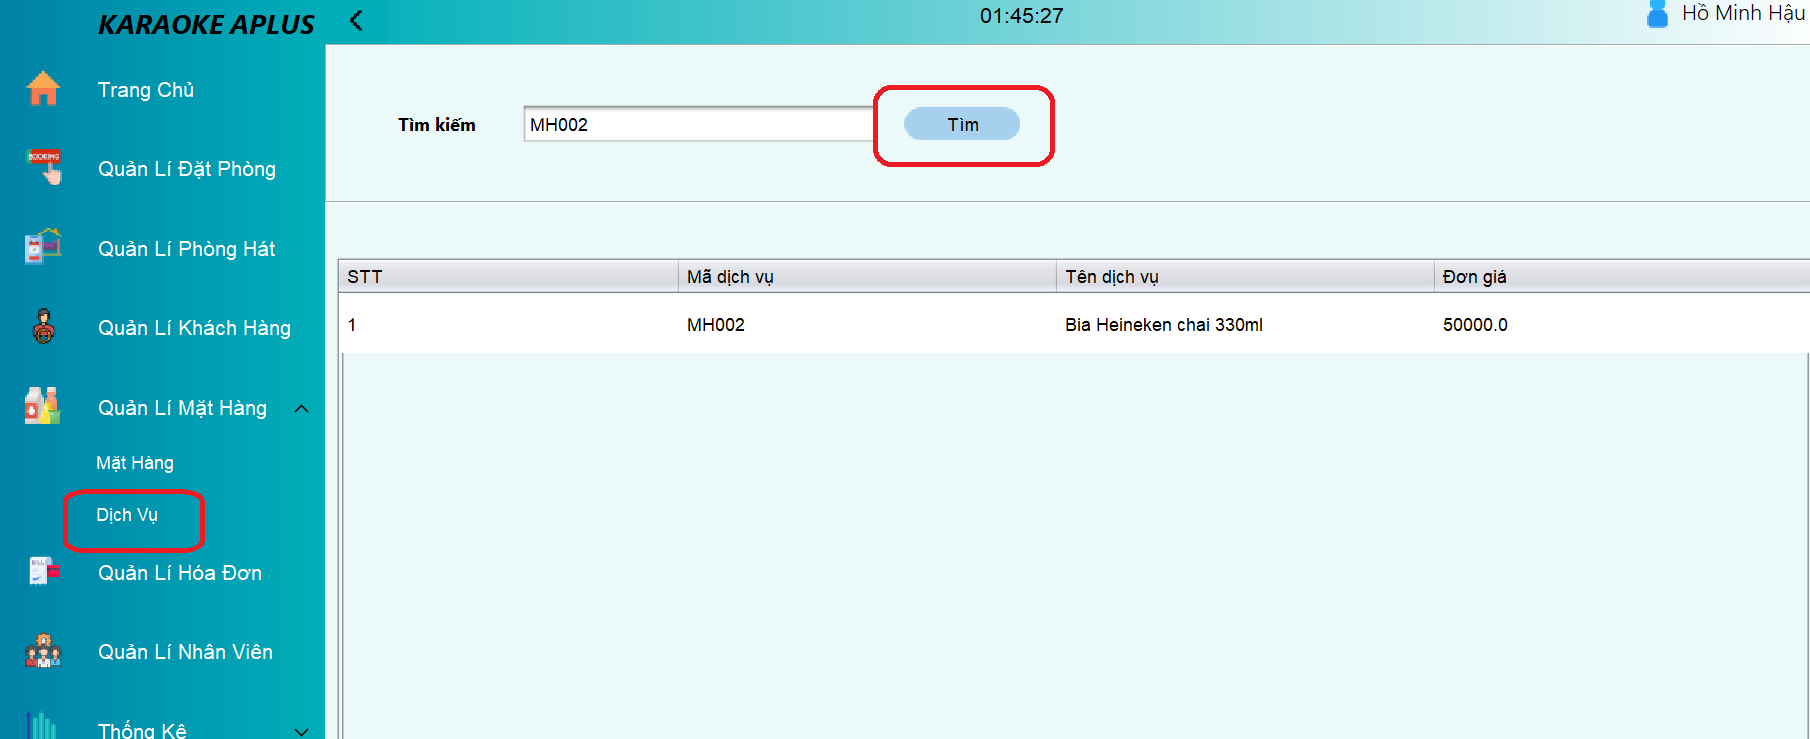 KARAOKE APLUS
01:45:27
Hồ Minh Hậu
Trang Chủ
BOOKING
Quản Lí Đặt Phòng
Quản Lí Phòng Hát
Quản Lí Khách Hàng
Quản Lí Mặt Hàng
Mặt Hàng
Dịch Vụ
BILL
Quản Lí Hóa Đơn
Quản Lí Nhân Viên
Thống Kê
Tìm kiếm MH002 Tìm
STT Mã dịch vụ Tên dịch vụ Đơn giá
1 MH002 Bia Heineken chai 330ml 50000.0